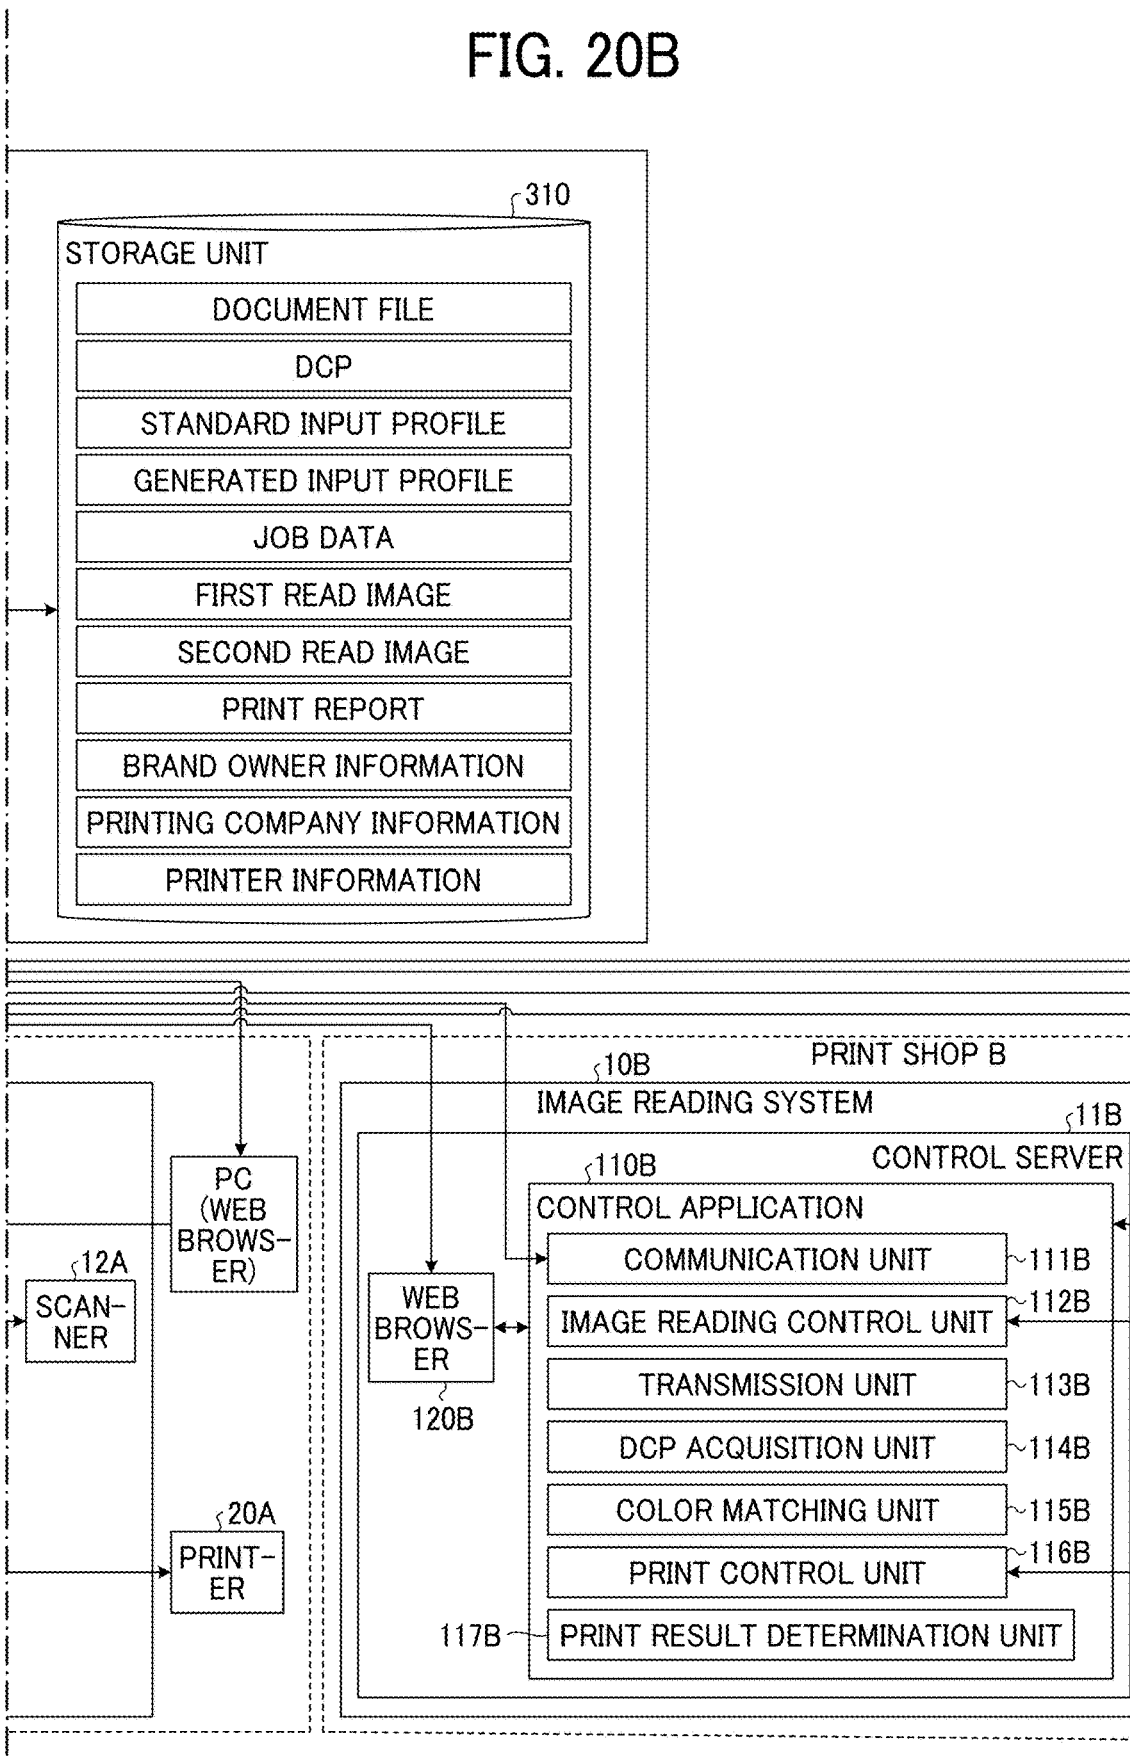 FIG. 20B
310
STORAGE UNIT
DOCUMENT FILE
DCP
STANDARD INPUT PROFILE
GENERATED INPUT PROFILE
JOB DATA
FIRST READ IMAGE
SECOND READ IMAGE
PRINT REPORT
BRAND OWNER INFORMATION
PRINTING COMPANY INFORMATION
PRINTER INFORMATION
PC
(WEB
BROWS-
ER)
12A
SCAN-
NER
20A
PRINT-
ER
PRINT SHOP B
10B
IMAGE READING SYSTEM
11B
CONTROL SERVER
110B
CONTROL APPLICATION
COMMUNICATION UNIT
111B
WEB
BROWS-
ER
120B
IMAGE READING CONTROL UNIT
112B
TRANSMISSION UNIT
113B
DCP ACQUISITION UNIT
114B
COLOR MATCHING UNIT
115B
PRINT CONTROL UNIT
116B
117B
PRINT RESULT DETERMINATION UNIT